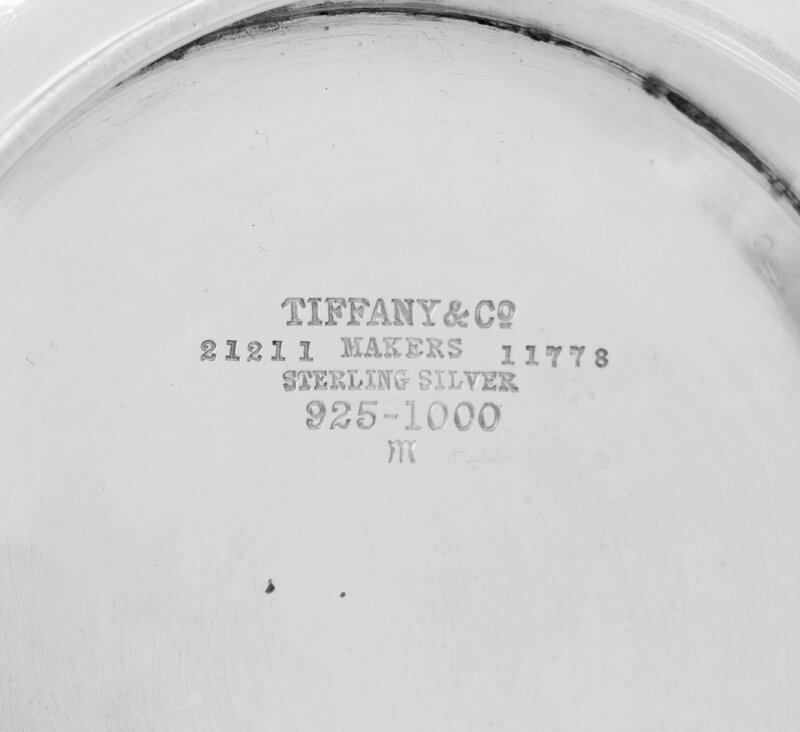 TIFFANY & Co
21211 MAKERS 11778
STERLING SILVER
925-1000
m